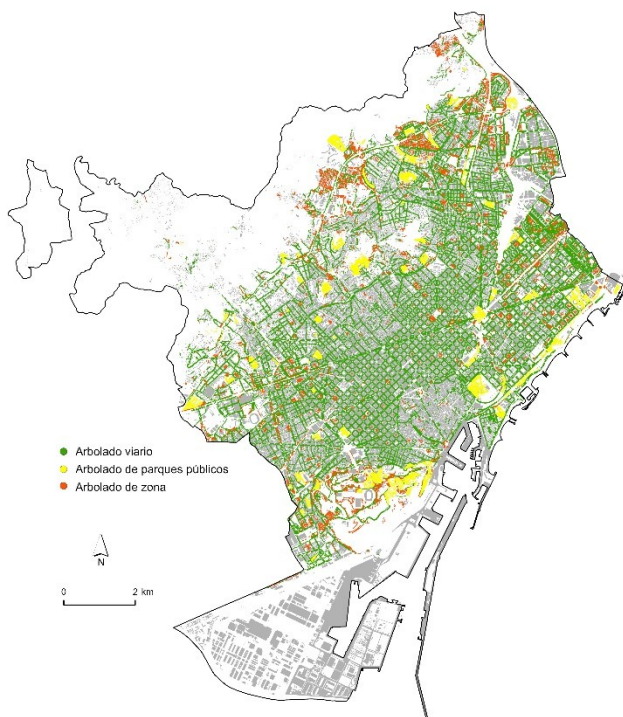 Arbolado viario
Arbolado de parques públicos
Arbolado de zona
N
0 2 km